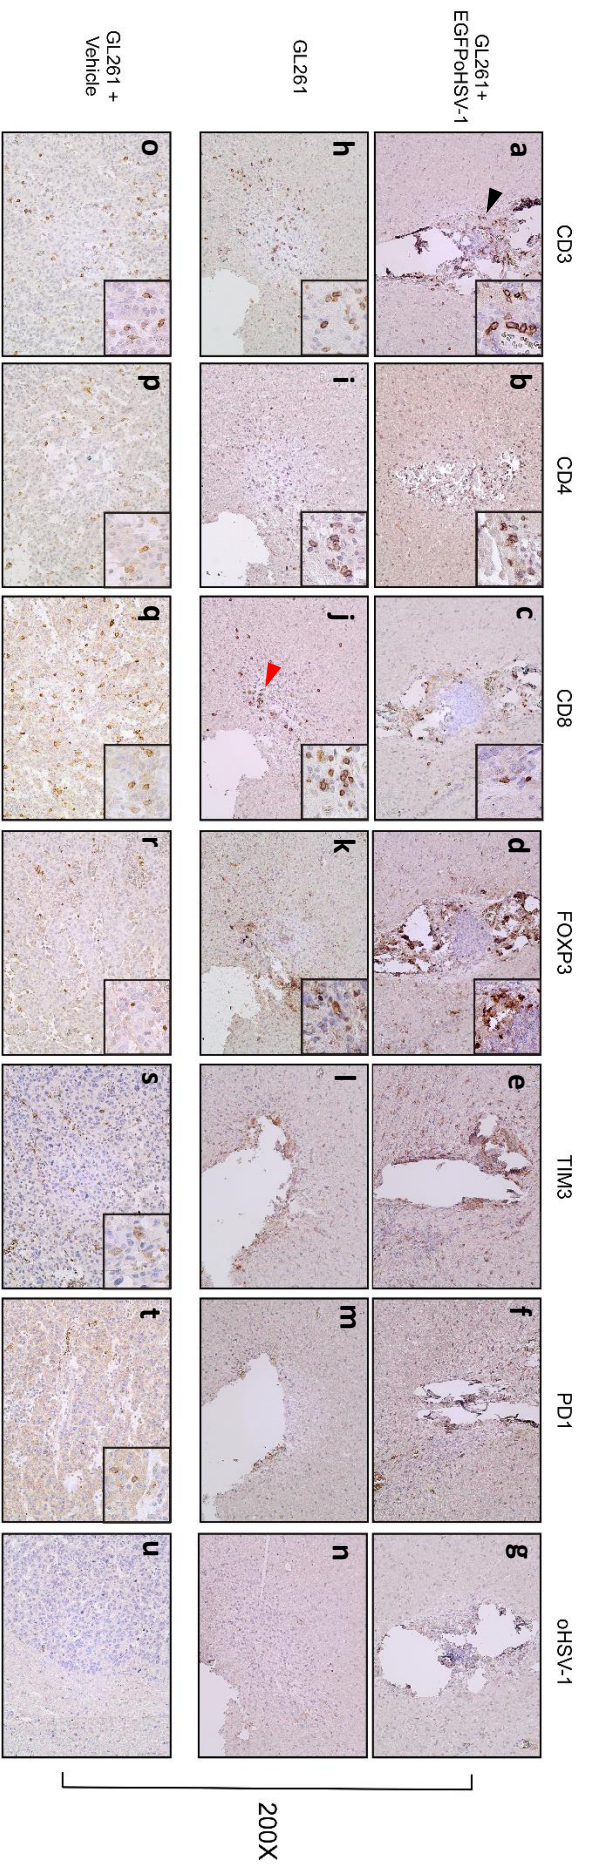 CD3
CD4
CD8
FOXP3
TIM3
PD1
oHSV-1
GL261+
EGFPoHSV-1
a
b
c
d
e
f
g
GL261
h
i
j
k
l
m
n
GL261 +
Vehicle
o
p
q
r
s
t
u
200X